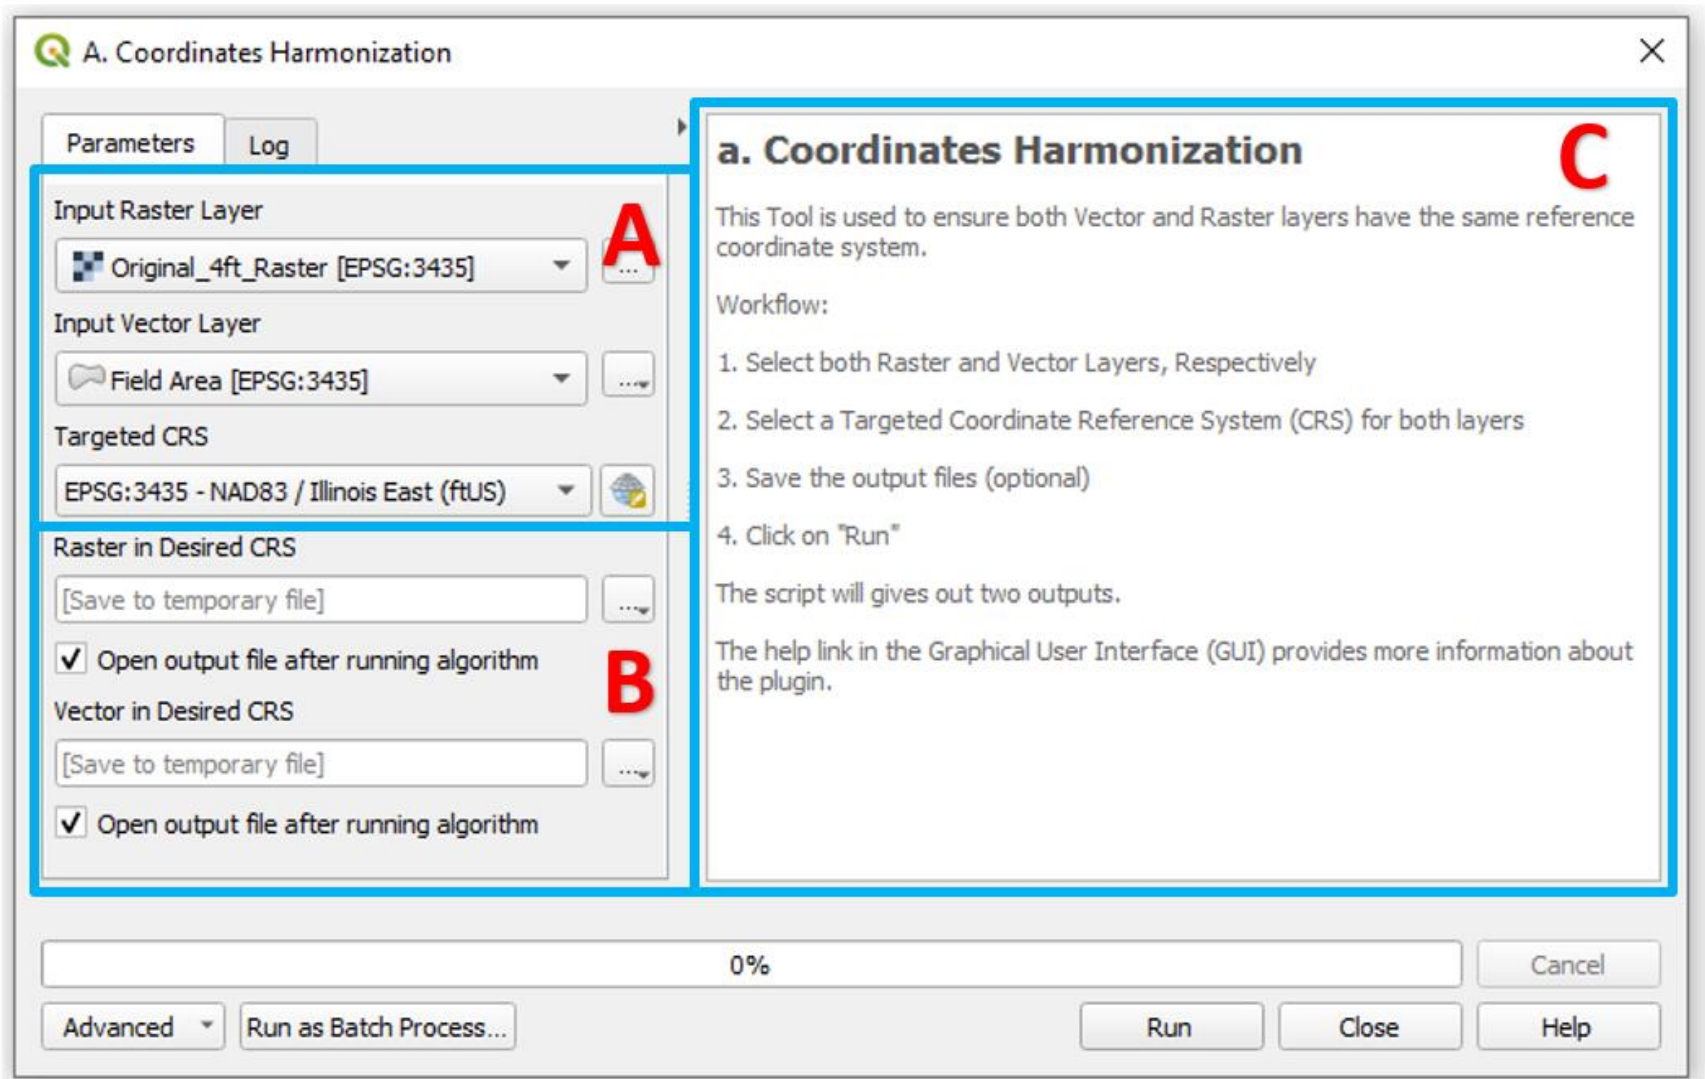 A. Coordinates Harmonization
Parameters
Log
A
Input Raster Layer
Original_4ft_Raster [EPSG:3435]
...
Input Vector Layer
Field Area [EPSG:3435]
...
Targeted CRS
EPSG:3435 - NAD83 / Illinois East (ftUS)
B
Raster in Desired CRS
[Save to temporary file]
...
Open output file after running algorithm
Vector in Desired CRS
[Save to temporary file]
...
Open output file after running algorithm
C
a. Coordinates Harmonization
This Tool is used to ensure both Vector and Raster layers have the same reference
coordinate system.
Workflow:
1. Select both Raster and Vector Layers, Respectively
2. Select a Targeted Coordinate Reference System (CRS) for both layers
3. Save the output files (optional)
4. Click on "Run"
The script will gives out two outputs.
The help link in the Graphical User Interface (GUI) provides more information about
the plugin.
0%
Cancel
Advanced
Run as Batch Process...
Run
Close
Help